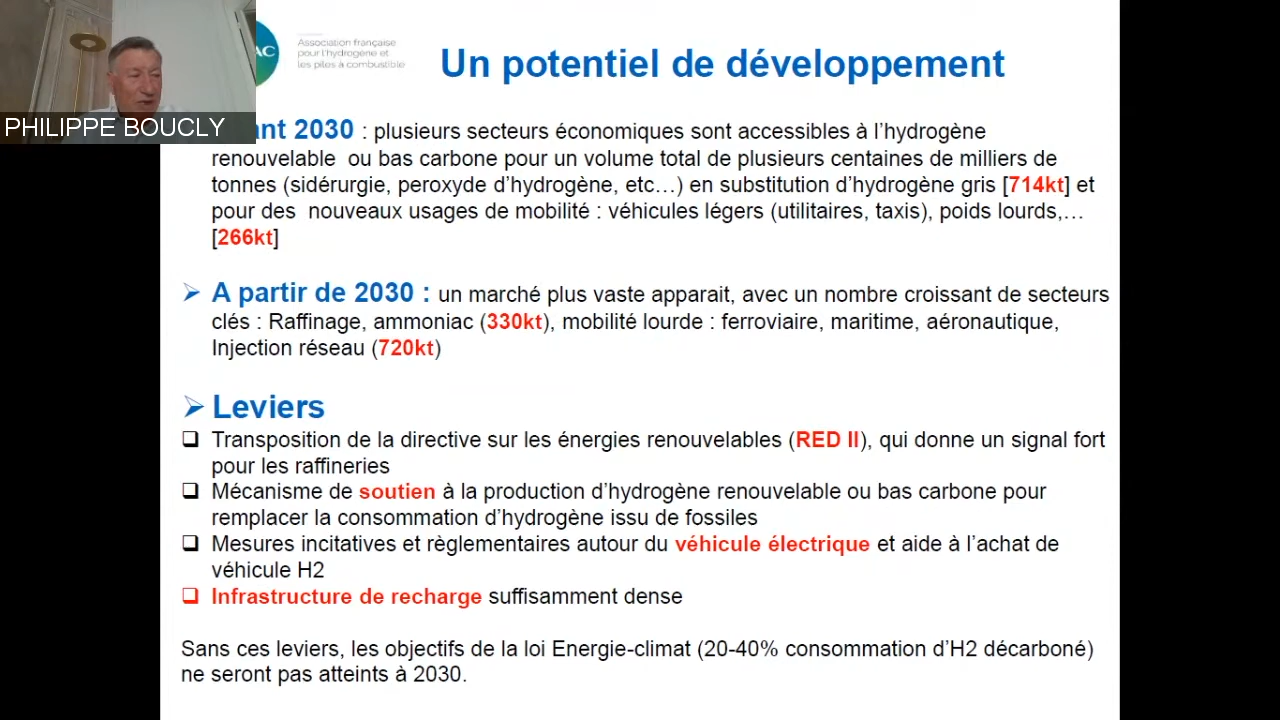 AC
Association française
pour l'hydrogène et
les piles à combustible
Un potentiel de développement
PHILIPPE BOUCLY
ant 2030 : plusieurs secteurs économiques sont accessibles à l'hydrogène
renouvelable ou bas carbone pour un volume total de plusieurs centaines de milliers de
tonnes (sidérurgie, peroxyde d'hydrogène, etc…) en substitution d'hydrogène gris [714kt] et
pour des nouveaux usages de mobilité : véhicules légers (utilitaires, taxis), poids lourds,…
[266kt]
➢ A partir de 2030 : un marché plus vaste apparait, avec un nombre croissant de secteurs
clés : Raffinage, ammoniac (330kt), mobilité lourde : ferroviaire, maritime, aéronautique,
Injection réseau (720kt)
➢ Leviers
❑ Transposition de la directive sur les énergies renouvelables (RED II), qui donne un signal fort
pour les raffineries
❑ Mécanisme de soutien à la production d'hydrogène renouvelable ou bas carbone pour
remplacer la consommation d'hydrogène issu de fossiles
❑ Mesures incitatives et règlementaires autour du véhicule électrique et aide à l'achat de
véhicule H2
❑ Infrastructure de recharge suffisamment dense
Sans ces leviers, les objectifs de la loi Energie-climat (20-40% consommation d'H2 décarboné)
ne seront pas atteints à 2030.